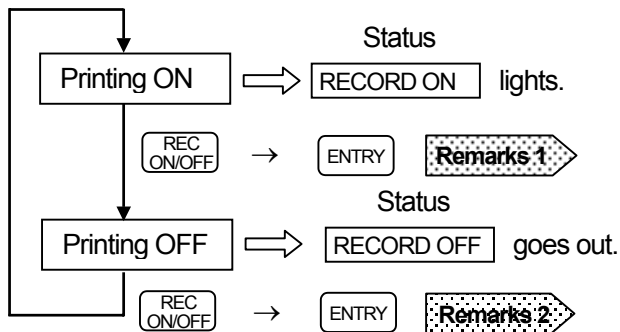 Status
Printing ON
RECORD ON
lights.
REC
ON/OFF
→
ENTRY
Remarks 1
Status
Printing OFF
RECORD OFF
goes out.
REC
ON/OFF
→
ENTRY
Remarks 2